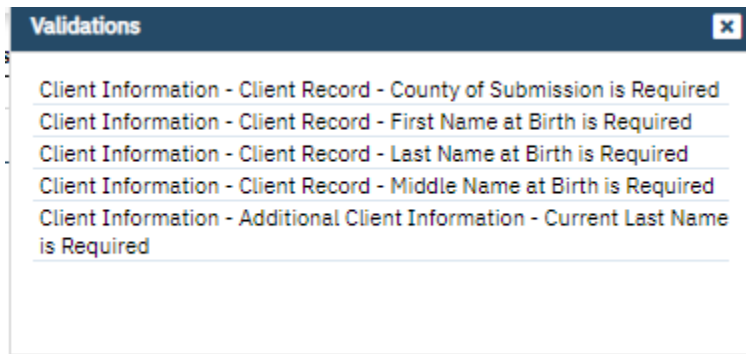 Validations
Client Information - Client Record - County of Submission is Required
Client Information - Client Record - First Name at Birth is Required
Client Information - Client Record - Last Name at Birth is Required
Client Information - Client Record - Middle Name at Birth is Required
Client Information - Additional Client Information - Current Last Name
is Required